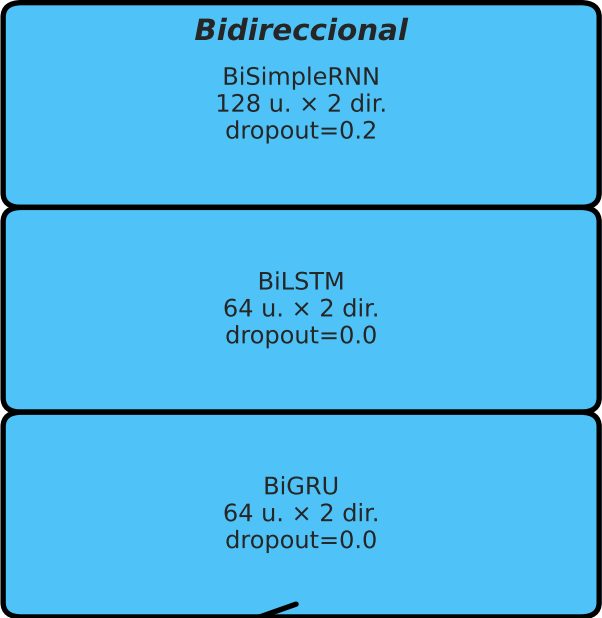 Bidireccional
BiSimpleRNN
128 u. × 2 dir.
dropout=0.2
BiLSTM
64 u. × 2 dir.
dropout=0.0
BiGRU
64 u. × 2 dir.
dropout=0.0